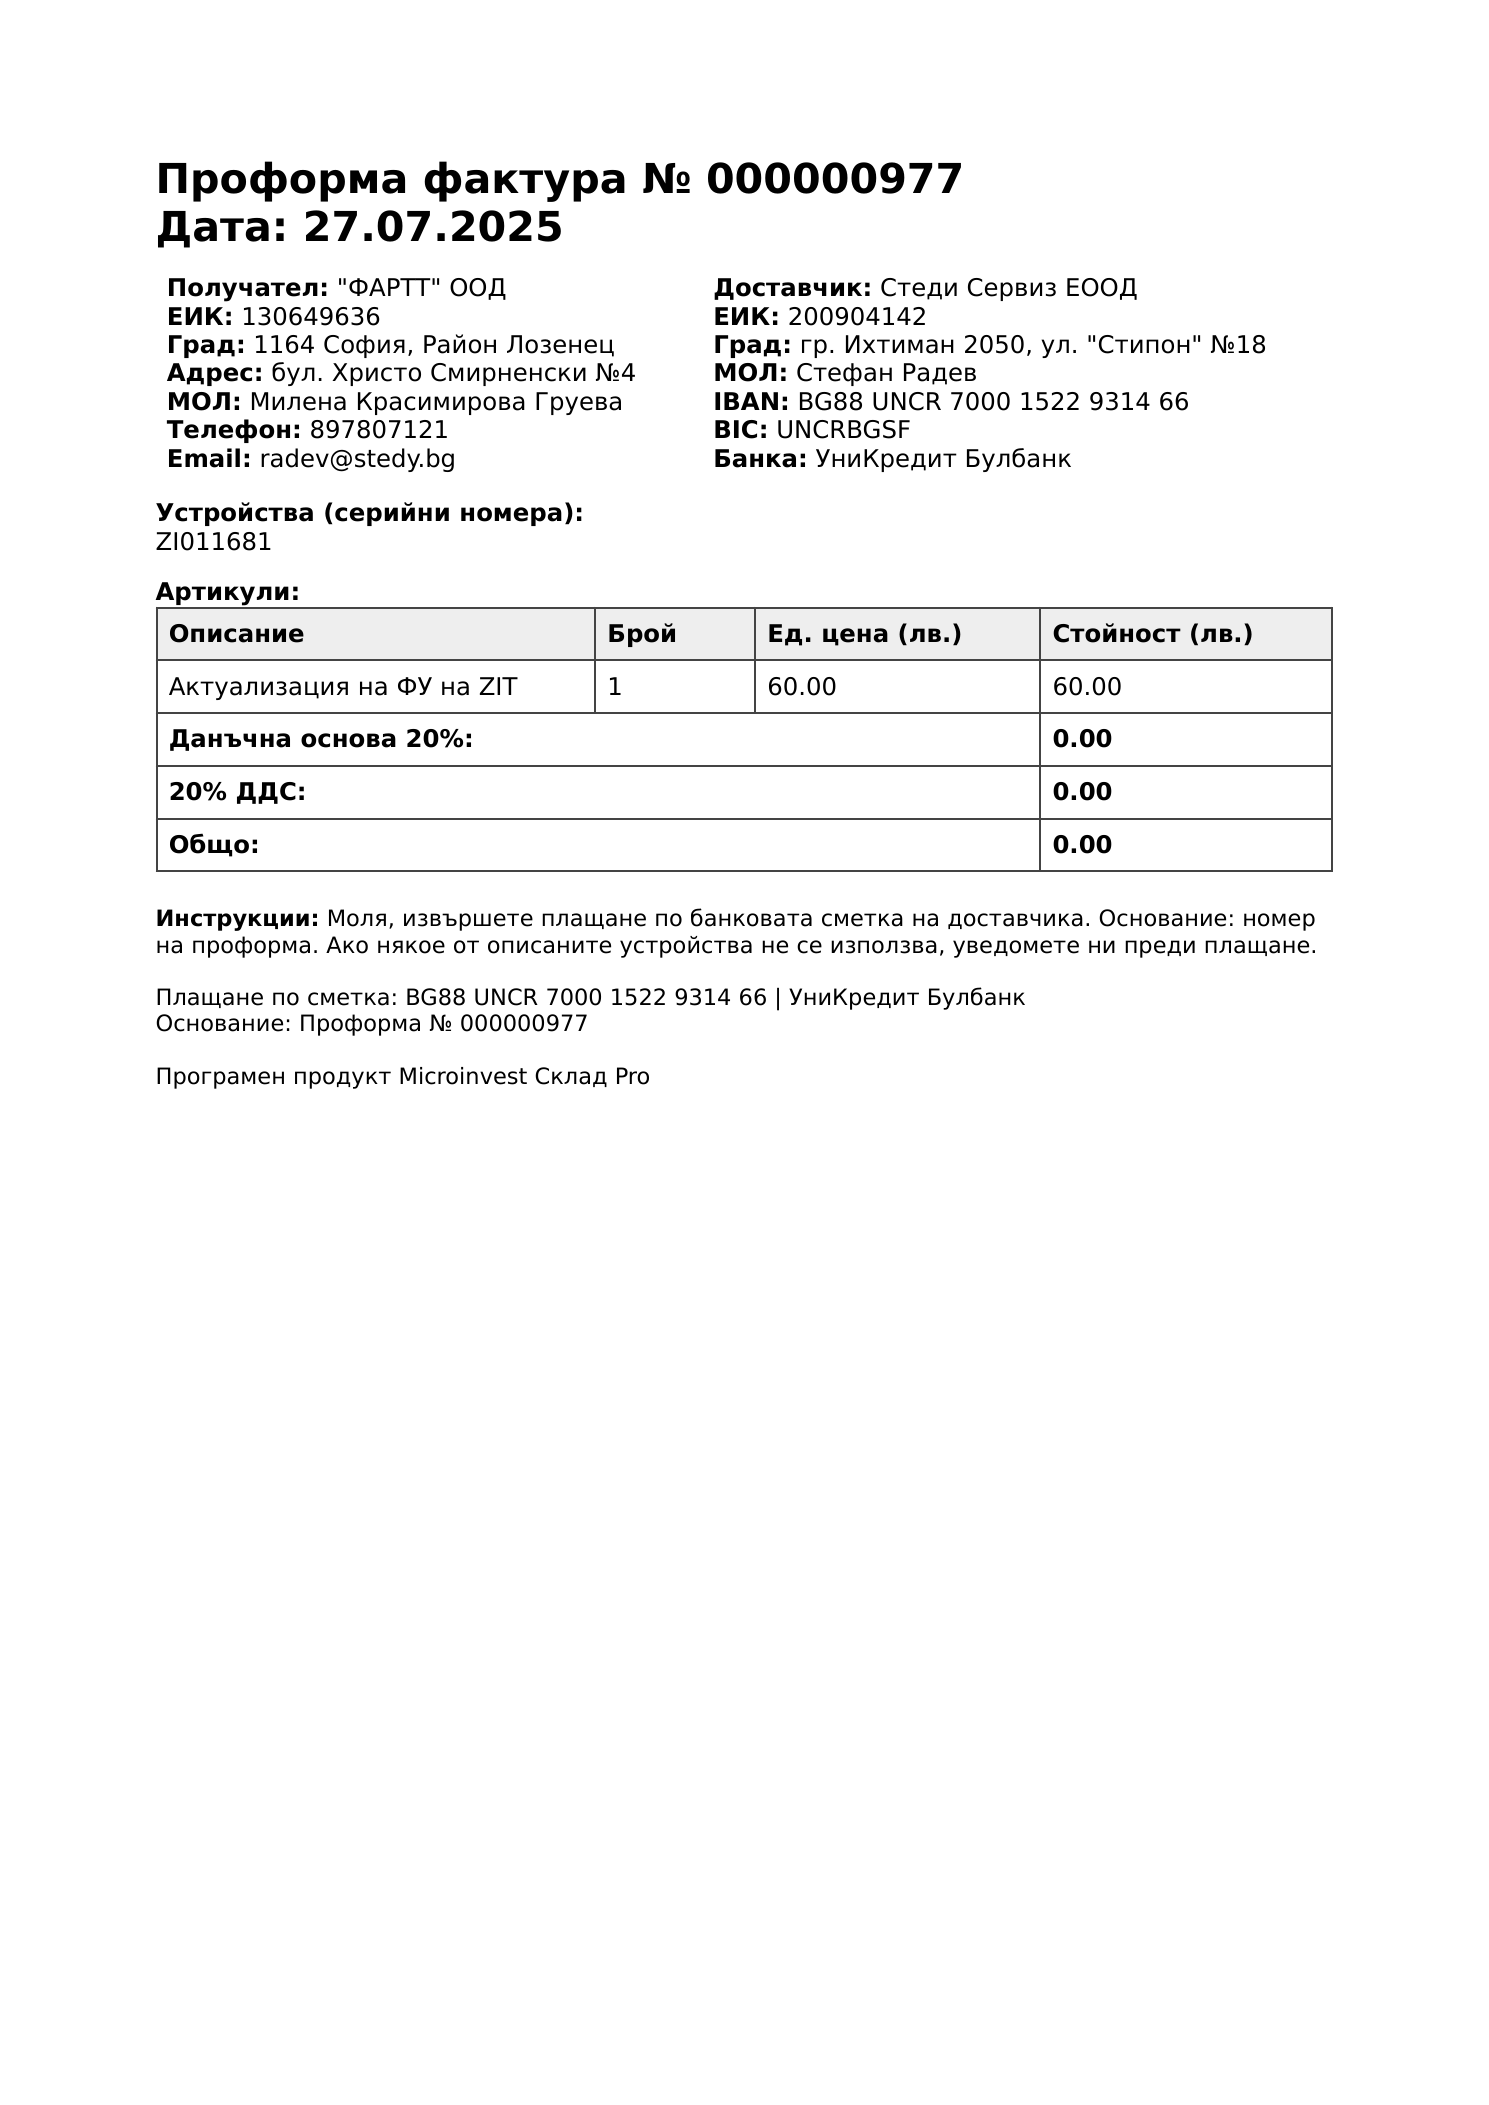 Проформа фактура № 000000977
Дата: 27.07.2025
Получател: "ФАРТТ" ООД
ЕИК: 130649636
Град: 1164 София, Район Лозенец
Адрес: бул. Христо Смирненски №4
МОЛ: Милена Красимирова Груева
Телефон: 897807121
Email: radev@stedy.bg
Доставчик: Стеди Сервиз ЕООД
ЕИК: 200904142
Град: гр. Ихтиман 2050, ул. "Стипон" №18
МОЛ: Стефан Радев
IBAN: BG88 UNCR 7000 1522 9314 66
BIC: UNCRBGSF
Банка: УниКредит Булбанк
Устройства (серийни номера):
ZI011681
Артикули:
Описание Брой Ед. цена (лв.) Стойност (лв.)
Актуализация на ФУ на ZIT 1 60.00 60.00
Данъчна основа 20%: 0.00
20% ДДС: 0.00
Общо: 0.00
Инструкции: Моля, извършете плащане по банковата сметка на доставчика. Основание: номер
на проформа. Ако някое от описаните устройства не се използва, уведомете ни преди плащане.
Плащане по сметка: BG88 UNCR 7000 1522 9314 66 | УниКредит Булбанк
Основание: Проформа № 000000977
Програмен продукт Microinvest Склад Pro